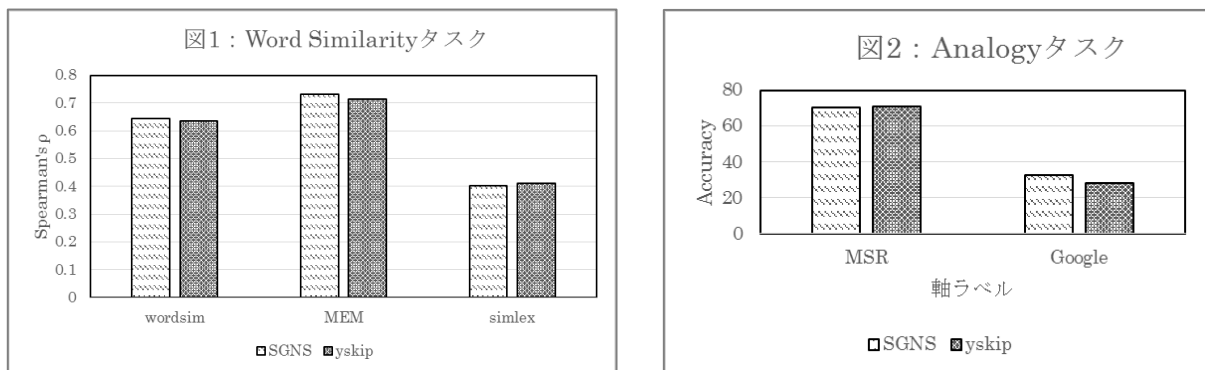 図1：Word Similarityタスク
0.8
0.7
0.6
0.5
0.4
0.3
0.2
0.1
0
Spearman's ρ
wordsim MEM simlex
SGNS yskip
図2：Analogyタスク
80
60
40
20
0
Accuracy
MSR Google
軸ラベル
SGNS yskip